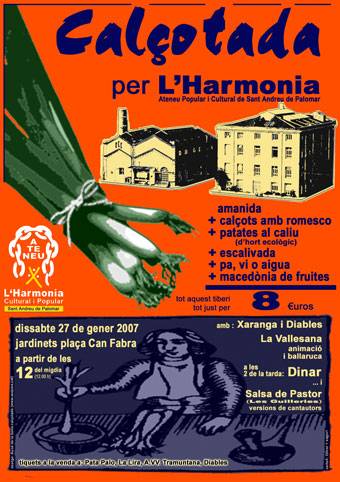 Calçotada
per L'Harmonia
Ateneu Popular i Cultural de Sant Andreu de Palomar
amanida
+ calçots amb romesco
+ patates al caliu
(d'hort ecològic)
+ escalivada
+ pa, vi o aigua
+ macedònia de fruites
ATENEU
L'Harmonia
Cultural i Popular
Sant Andreu de Palomar
tot aquest tiberi
tot just per 8 €uros
dissabte 27 de gener 2007
jardinets plaça Can Fabra
a partir de les
12 del migdia
(12.00 h)
amb : Xaranga i Diables
La Vallesana
animació
i ballaruca
a les
2 de la tarda: Dinar
... i
Salsa de Pastor
(Les Guilleries)
versions de cantautors
tiquets a la venda a: Pata Palo, La Lira, A.VV Tramuntana, Diables